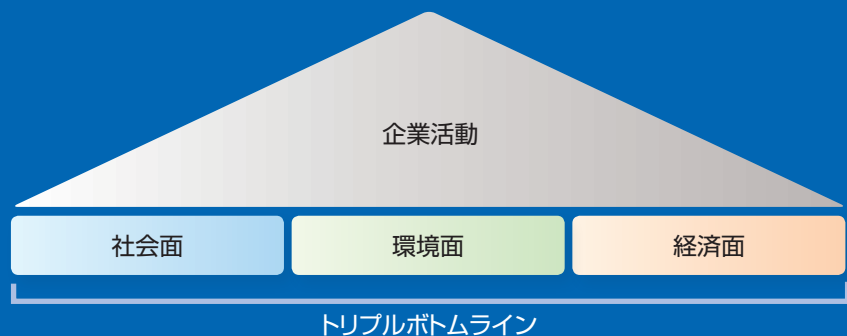 企業活動
社会面
環境面
経済面
トリプルボトムライン